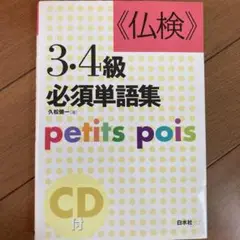 《仏検》
3・4級
必須単語集
久松健一 著
petits pois
CD
付
白水社